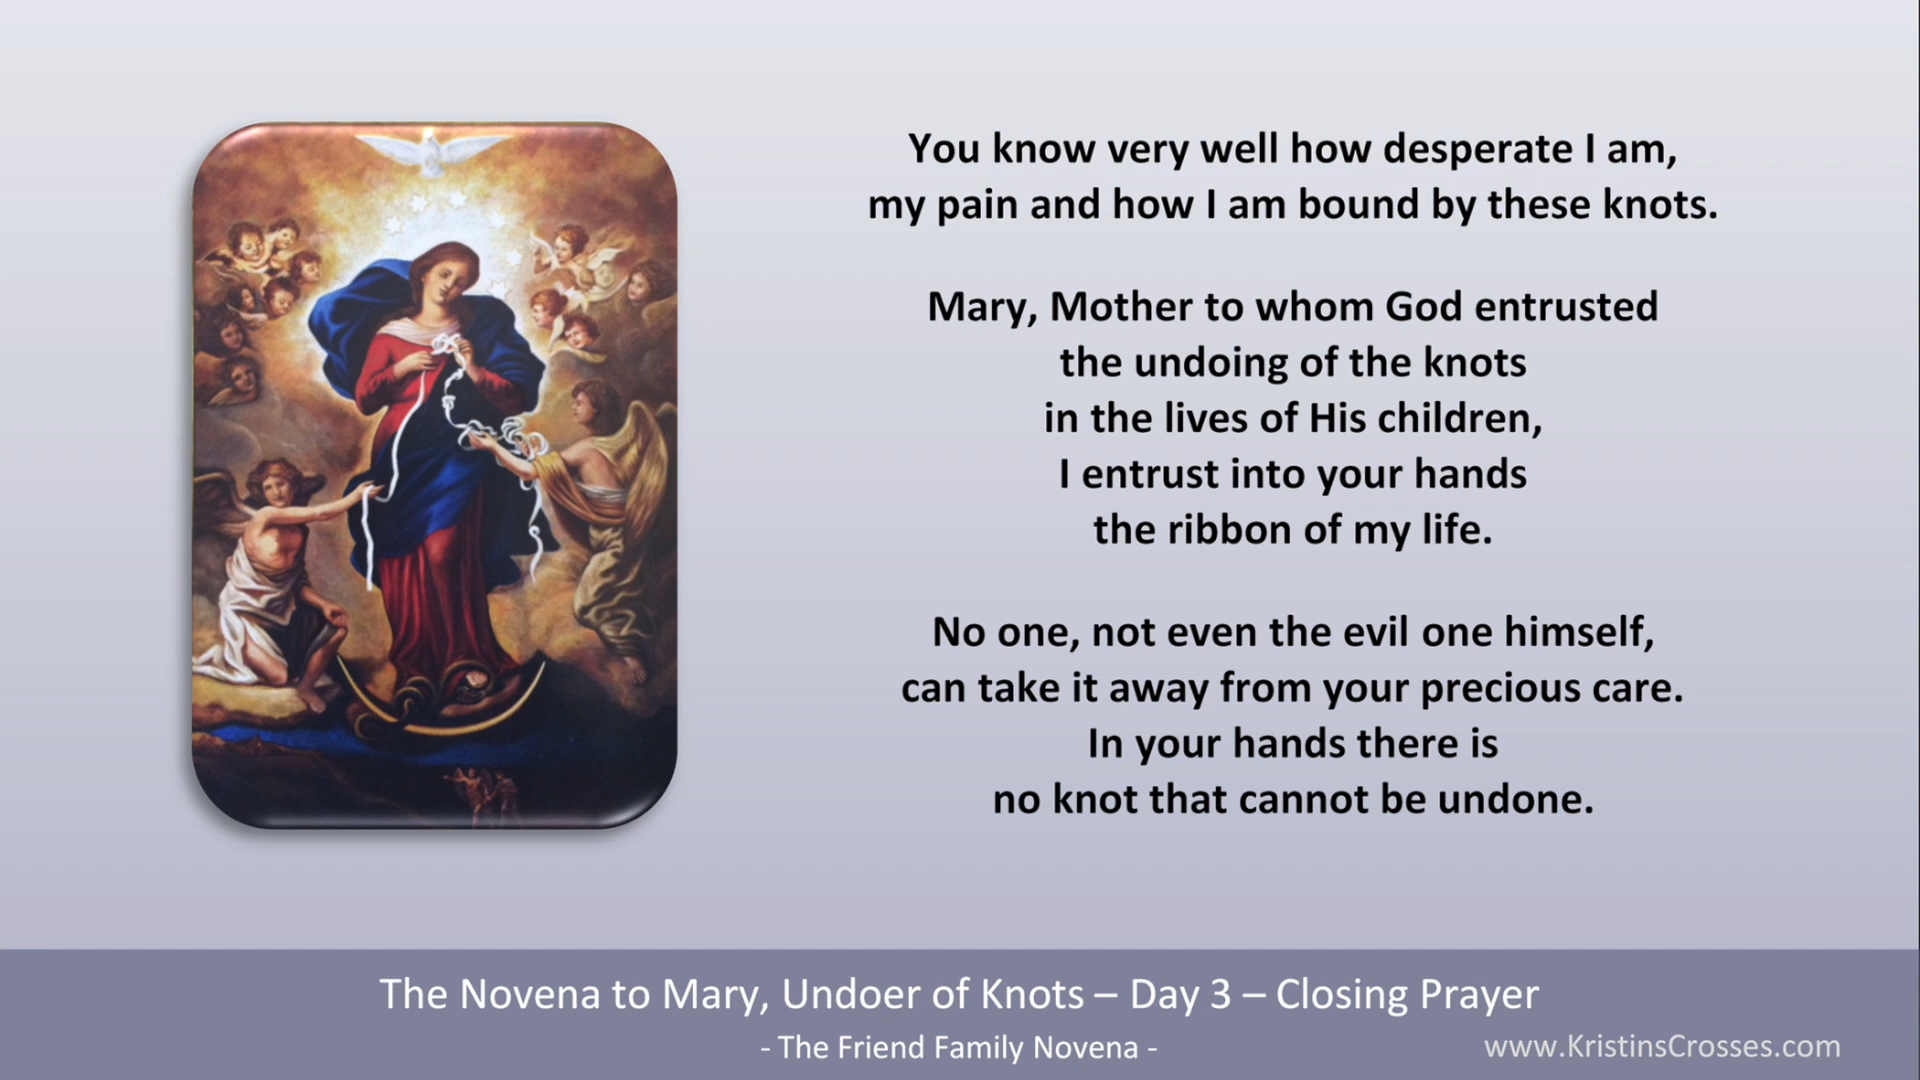 You know very well how desperate I am,
my pain and how I am bound by these knots.
Mary, Mother to whom God entrusted
the undoing of the knots
in the lives of His children,
I entrust into your hands
the ribbon of my life.
No one, not even the evil one himself,
can take it away from your precious care.
In your hands there is
no knot that cannot be undone.
The Novena to Mary, Undoer of Knots – Day 3 – Closing Prayer
- The Friend Family Novena -
www.KristinsCrosses.com